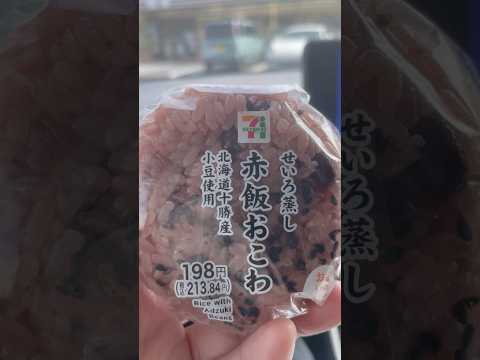 せいろ蒸し
赤飯おこわ
北海道十勝産
小豆使用
198円
(税込213.84円)
Rice with
Adzuki
Beans